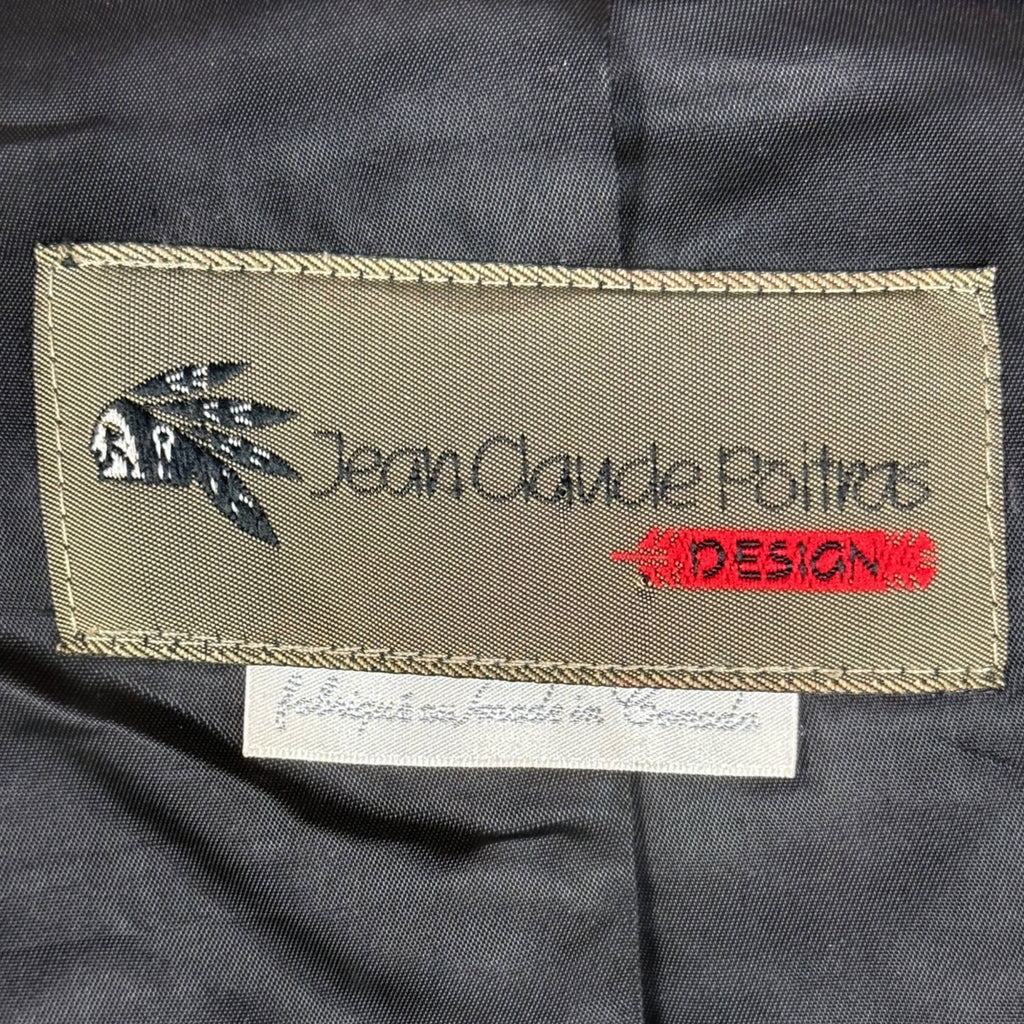 Jean Claude Poitras
DESIGN
fabriqué au/made in Canada